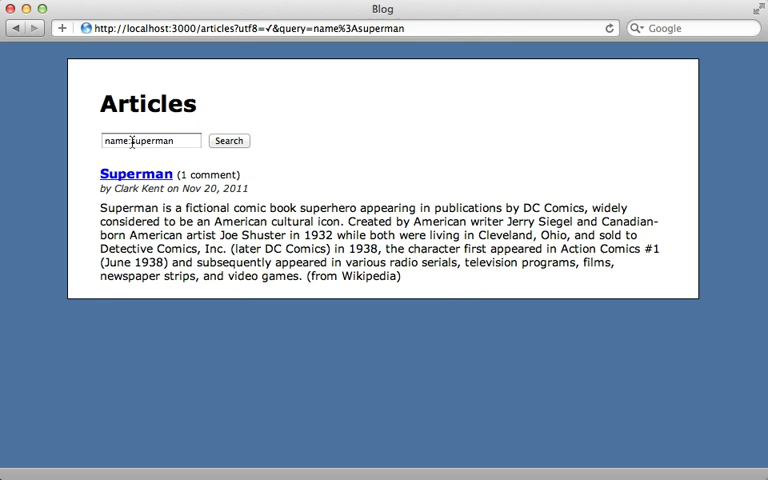 Blog
http://localhost:3000/articles?utf8=✓&query=name%3Asuperman
Google
Articles
name:superman
Search
Superman (1 comment)
by Clark Kent on Nov 20, 2011
Superman is a fictional comic book superhero appearing in publications by DC Comics, widely
considered to be an American cultural icon. Created by American writer Jerry Siegel and Canadian-
born American artist Joe Shuster in 1932 while both were living in Cleveland, Ohio, and sold to
Detective Comics, Inc. (later DC Comics) in 1938, the character first appeared in Action Comics #1
(June 1938) and subsequently appeared in various radio serials, television programs, films,
newspaper strips, and video games. (from Wikipedia)